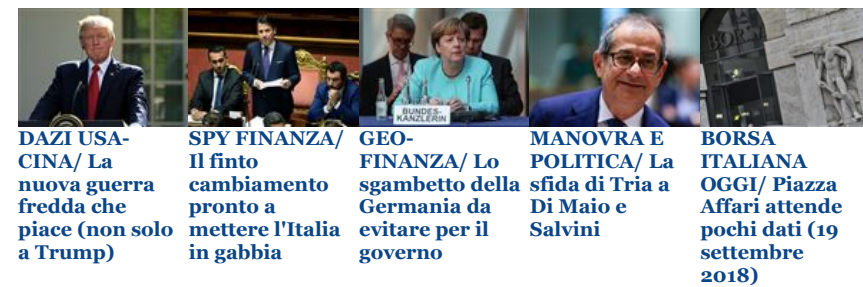 BUNDES-
KANZLERIN
BORSA
DAZI USA-
CINA/ La
nuova guerra
fredda che
piace (non solo
a Trump)
SPY FINANZA/
Il finto
cambiamento
pronto a
mettere l'Italia
in gabbia
GEO-
FINANZA/ Lo
sgambetto della
Germania da
evitare per il
governo
MANOVRA E
POLITICA/ La
sfida di Tria a
Di Maio e
Salvini
BORSA
ITALIANA
OGGI/ Piazza
Affari attende
pochi dati (19
settembre
2018)